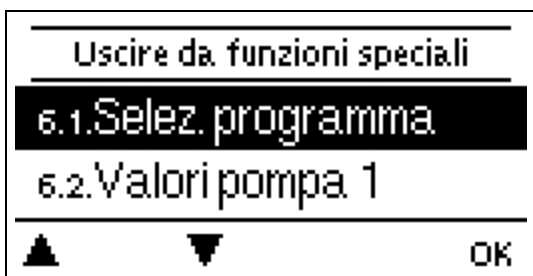 Uscire da funzioni speciali
6.1.Selez. programma
6.2.Valori pompa 1
▲ ▼ OK